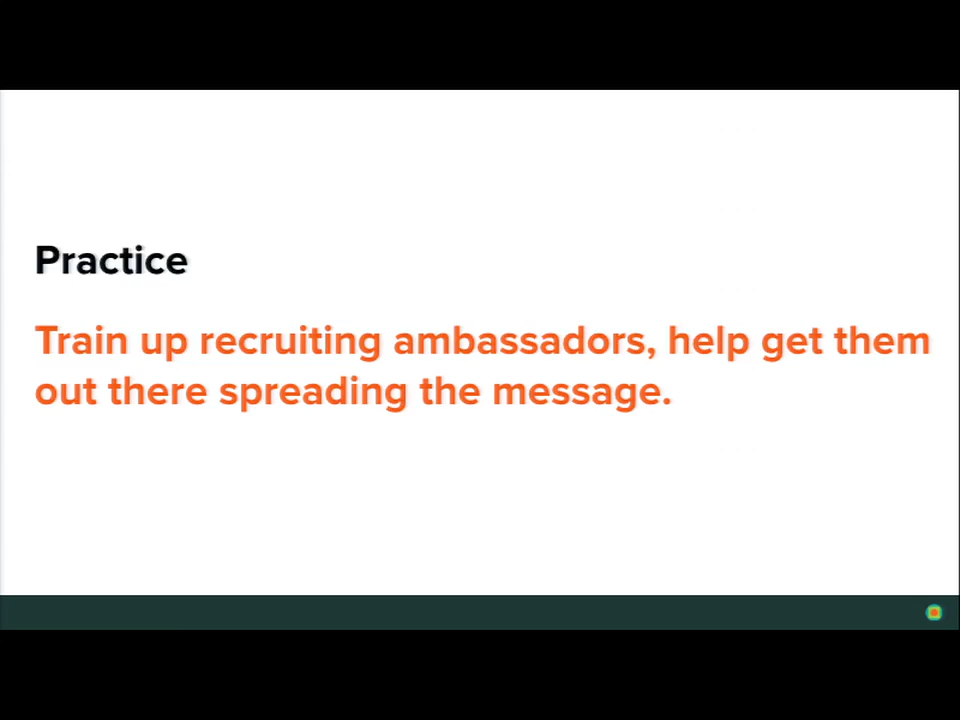 Practice
Train up recruiting ambassadors, help get them
out there spreading the message.